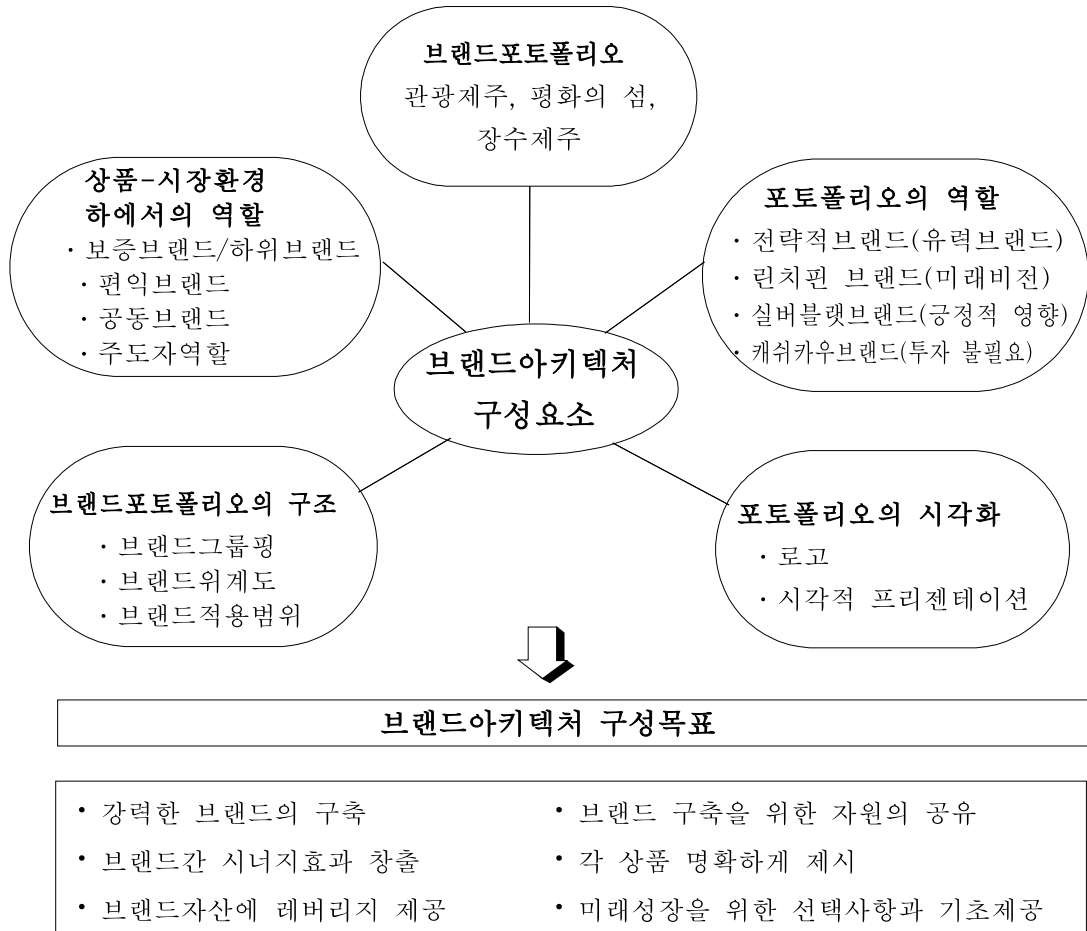 브랜드포토폴리오
관광제주, 평화의 섬,
장수제주
상품-시장환경
하에서의 역할
· 보증브랜드/하위브랜드
· 편익브랜드
· 공동브랜드
· 주도자역할
포토폴리오의 역할
· 전략적브랜드(유력브랜드)
· 린치핀 브랜드(미래비전)
· 실버블랫브랜드(긍정적 영향)
· 캐쉬카우브랜드(투자 불필요)
브랜드아키텍처
구성요소
브랜드포토폴리오의 구조
· 브랜드그룹핑
· 브랜드위계도
· 브랜드적용범위
포토폴리오의 시각화
· 로고
· 시각적 프리젠테이션
브랜드아키텍처 구성목표
• 강력한 브랜드의 구축
• 브랜드간 시너지효과 창출
• 브랜드자산에 레버리지 제공
• 브랜드 구축을 위한 자원의 공유
• 각 상품 명확하게 제시
• 미래성장을 위한 선택사항과 기초제공